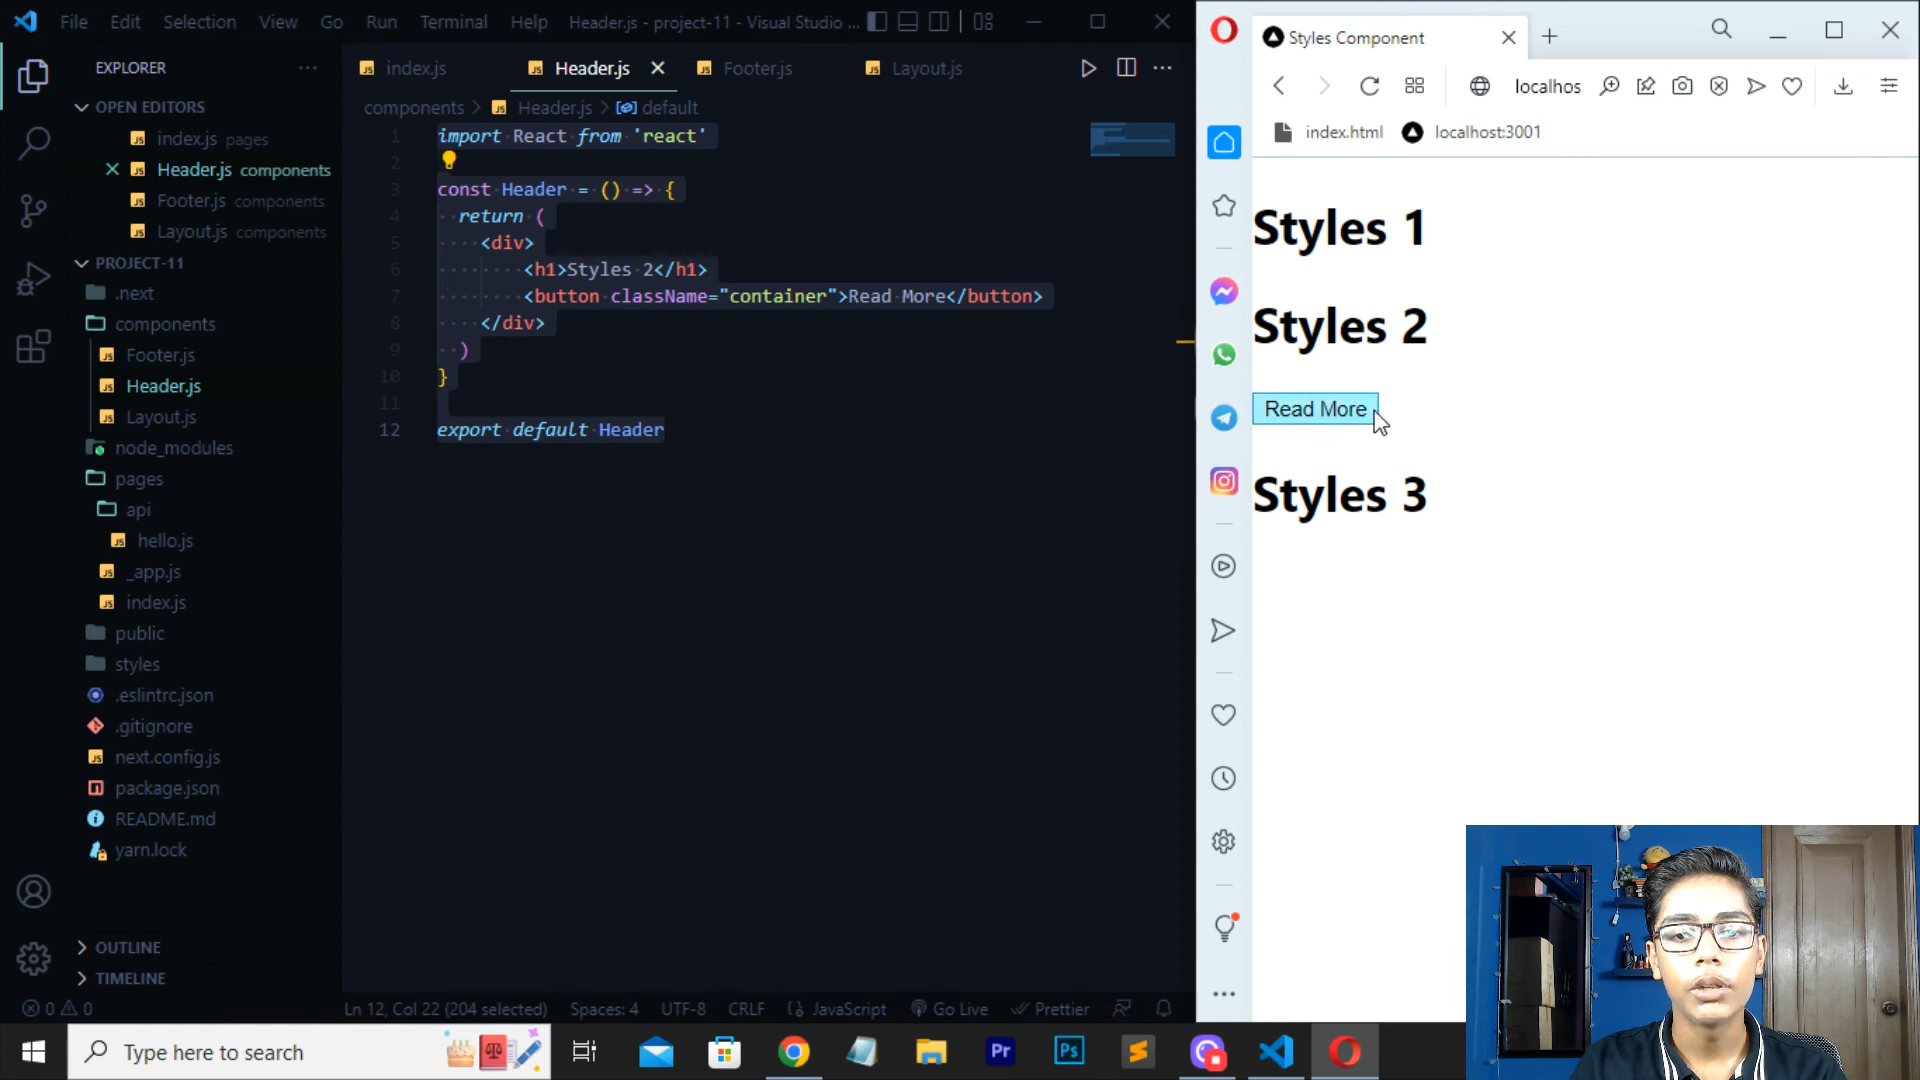 File Edit Selection View Go Run Terminal Help Header.js - project-11 - Visual Studio ...
EXPLORER
OPEN EDITORS
index.js pages
Header.js components
Footer.js components
Layout.js components
PROJECT-11
.next
components
Footer.js
Header.js
Layout.js
node_modules
pages
api
hello.js
_app.js
index.js
public
styles
.eslintrc.json
.gitignore
next.config.js
package.json
README.md
yarn.lock
OUTLINE
TIMELINE
index.js Header.js Footer.js Layout.js
components > Header.js > default
1 import React from 'react'
2
3 const Header = () => {
4 return (
5 <div>
6 <h1>Styles 2</h1>
7 <button className="container">Read More</button>
8 </div>
9 )
10 }
11
12 export default Header
0 0 Ln 12, Col 22 (204 selected) Spaces: 4 UTF-8 CRLF JavaScript Go Live Prettier
Styles Component
localhos
index.html localhost:3001
Styles 1
Styles 2
Read More
Styles 3
Type here to search
Pr
Ps